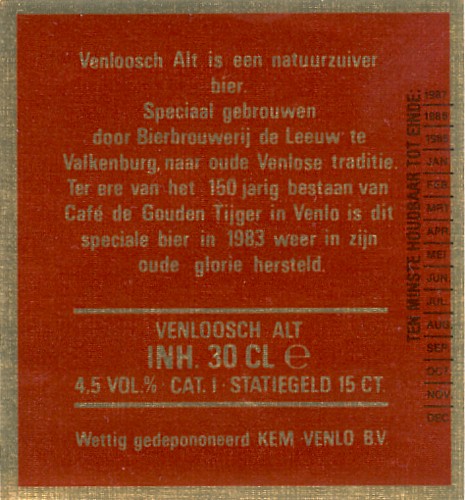 Venloosch Alt is een natuurzuiver
bier.
Speciaal gebrouwen
door Bierbrouwerij de Leeuw te
Valkenburg, naar oude Venlose traditie.
Ter ere van het 150 jarig bestaan van
Café de Gouden Tijger in Venlo is dit
speciale bier in 1983 weer in zijn
oude glorie hersteld.
VENLOOSCH ALT
INH. 30 CL ℮
4,5 VOL.% · CAT. I · STATIEGELD 15 CT.
Wettig gedepononeerd KEM-VENLO B.V.
TEN MINSTE HOUDBAAR TOT EINDE:
1987
1986
1985
JAN
FEB
MRT
APR
MEI
JUN
JUL
AUG
SEP
OCT
NOV
DEC